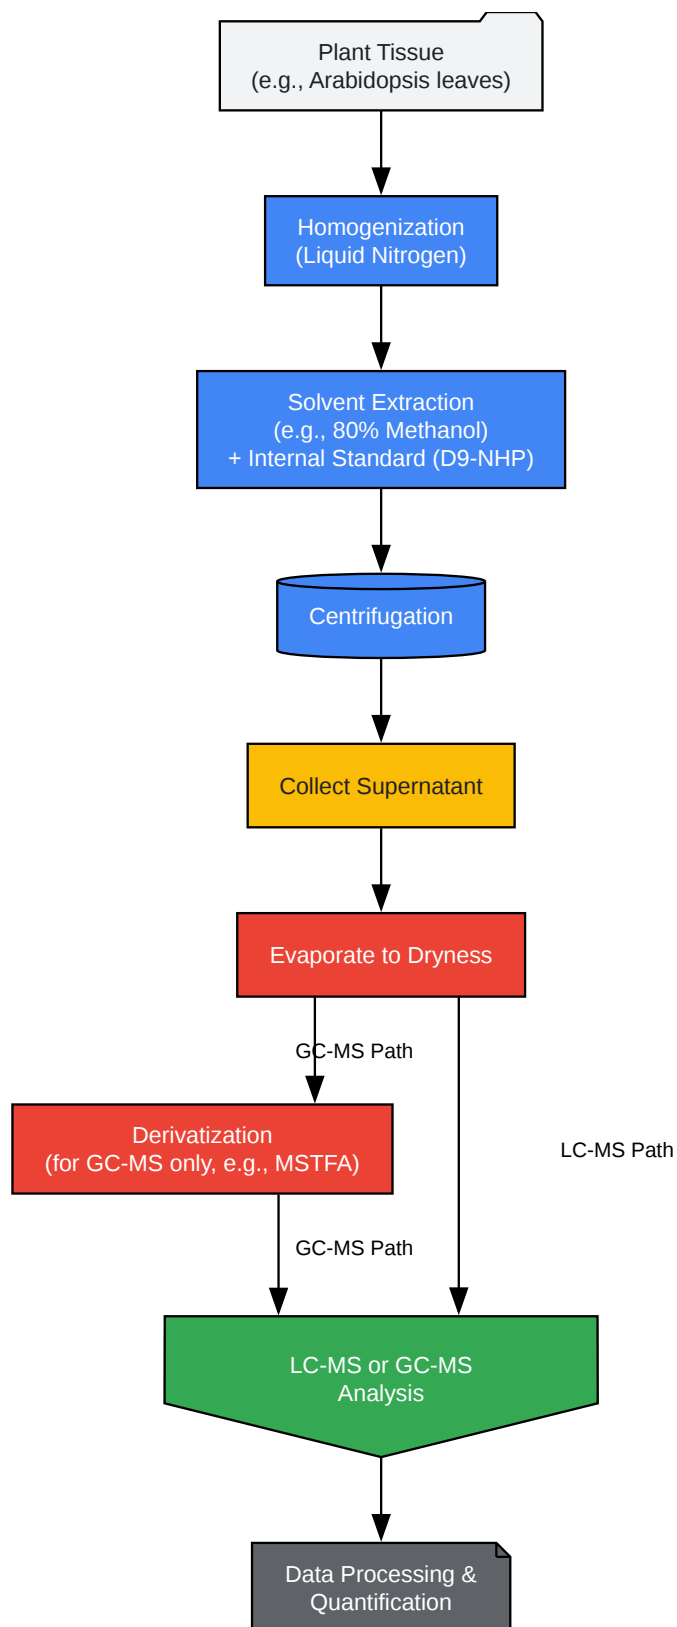 Plant Tissue
(e.g., Arabidopsis leaves)
Homogenization
(Liquid Nitrogen)
Solvent Extraction
(e.g., 80% Methanol)
+ Internal Standard (D9-NHP)
Centrifugation
Collect Supernatant
Evaporate to Dryness
GC-MS Path
Derivatization
(for GC-MS only, e.g., MSTFA)
LC-MS Path
GC-MS Path
LC-MS or GC-MS
Analysis
Data Processing &
Quantification